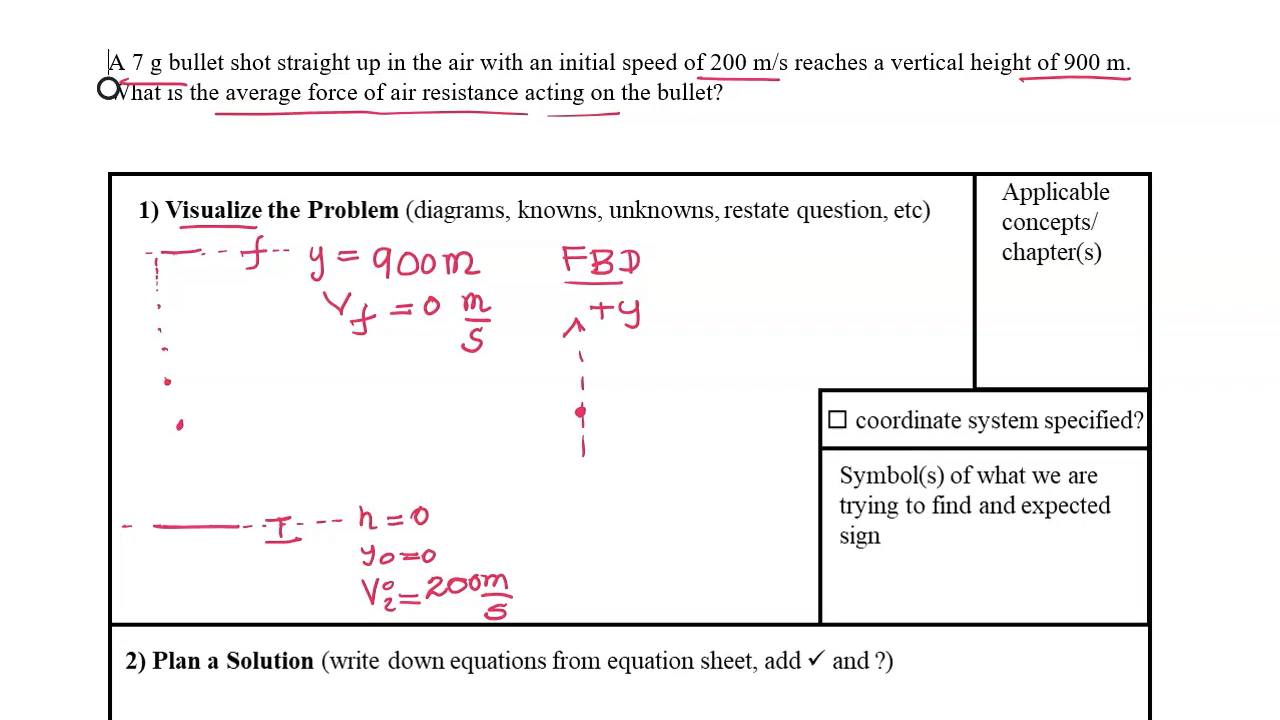 A 7 g bullet shot straight up in the air with an initial speed of 200 m/s reaches a vertical height of 900 m.
What is the average force of air resistance acting on the bullet?
1) Visualize the Problem (diagrams, knowns, unknowns, restate question, etc)
Applicable
concepts/
chapter(s)
f y = 900m
Vf = 0 m/s
FBD
+y
☐ coordinate system specified?
Symbol(s) of what we are
trying to find and expected
sign
I h = 0
y0=0
= 200 m/s
2) Plan a Solution (write down equations from equation sheet, add ✓ and ?)